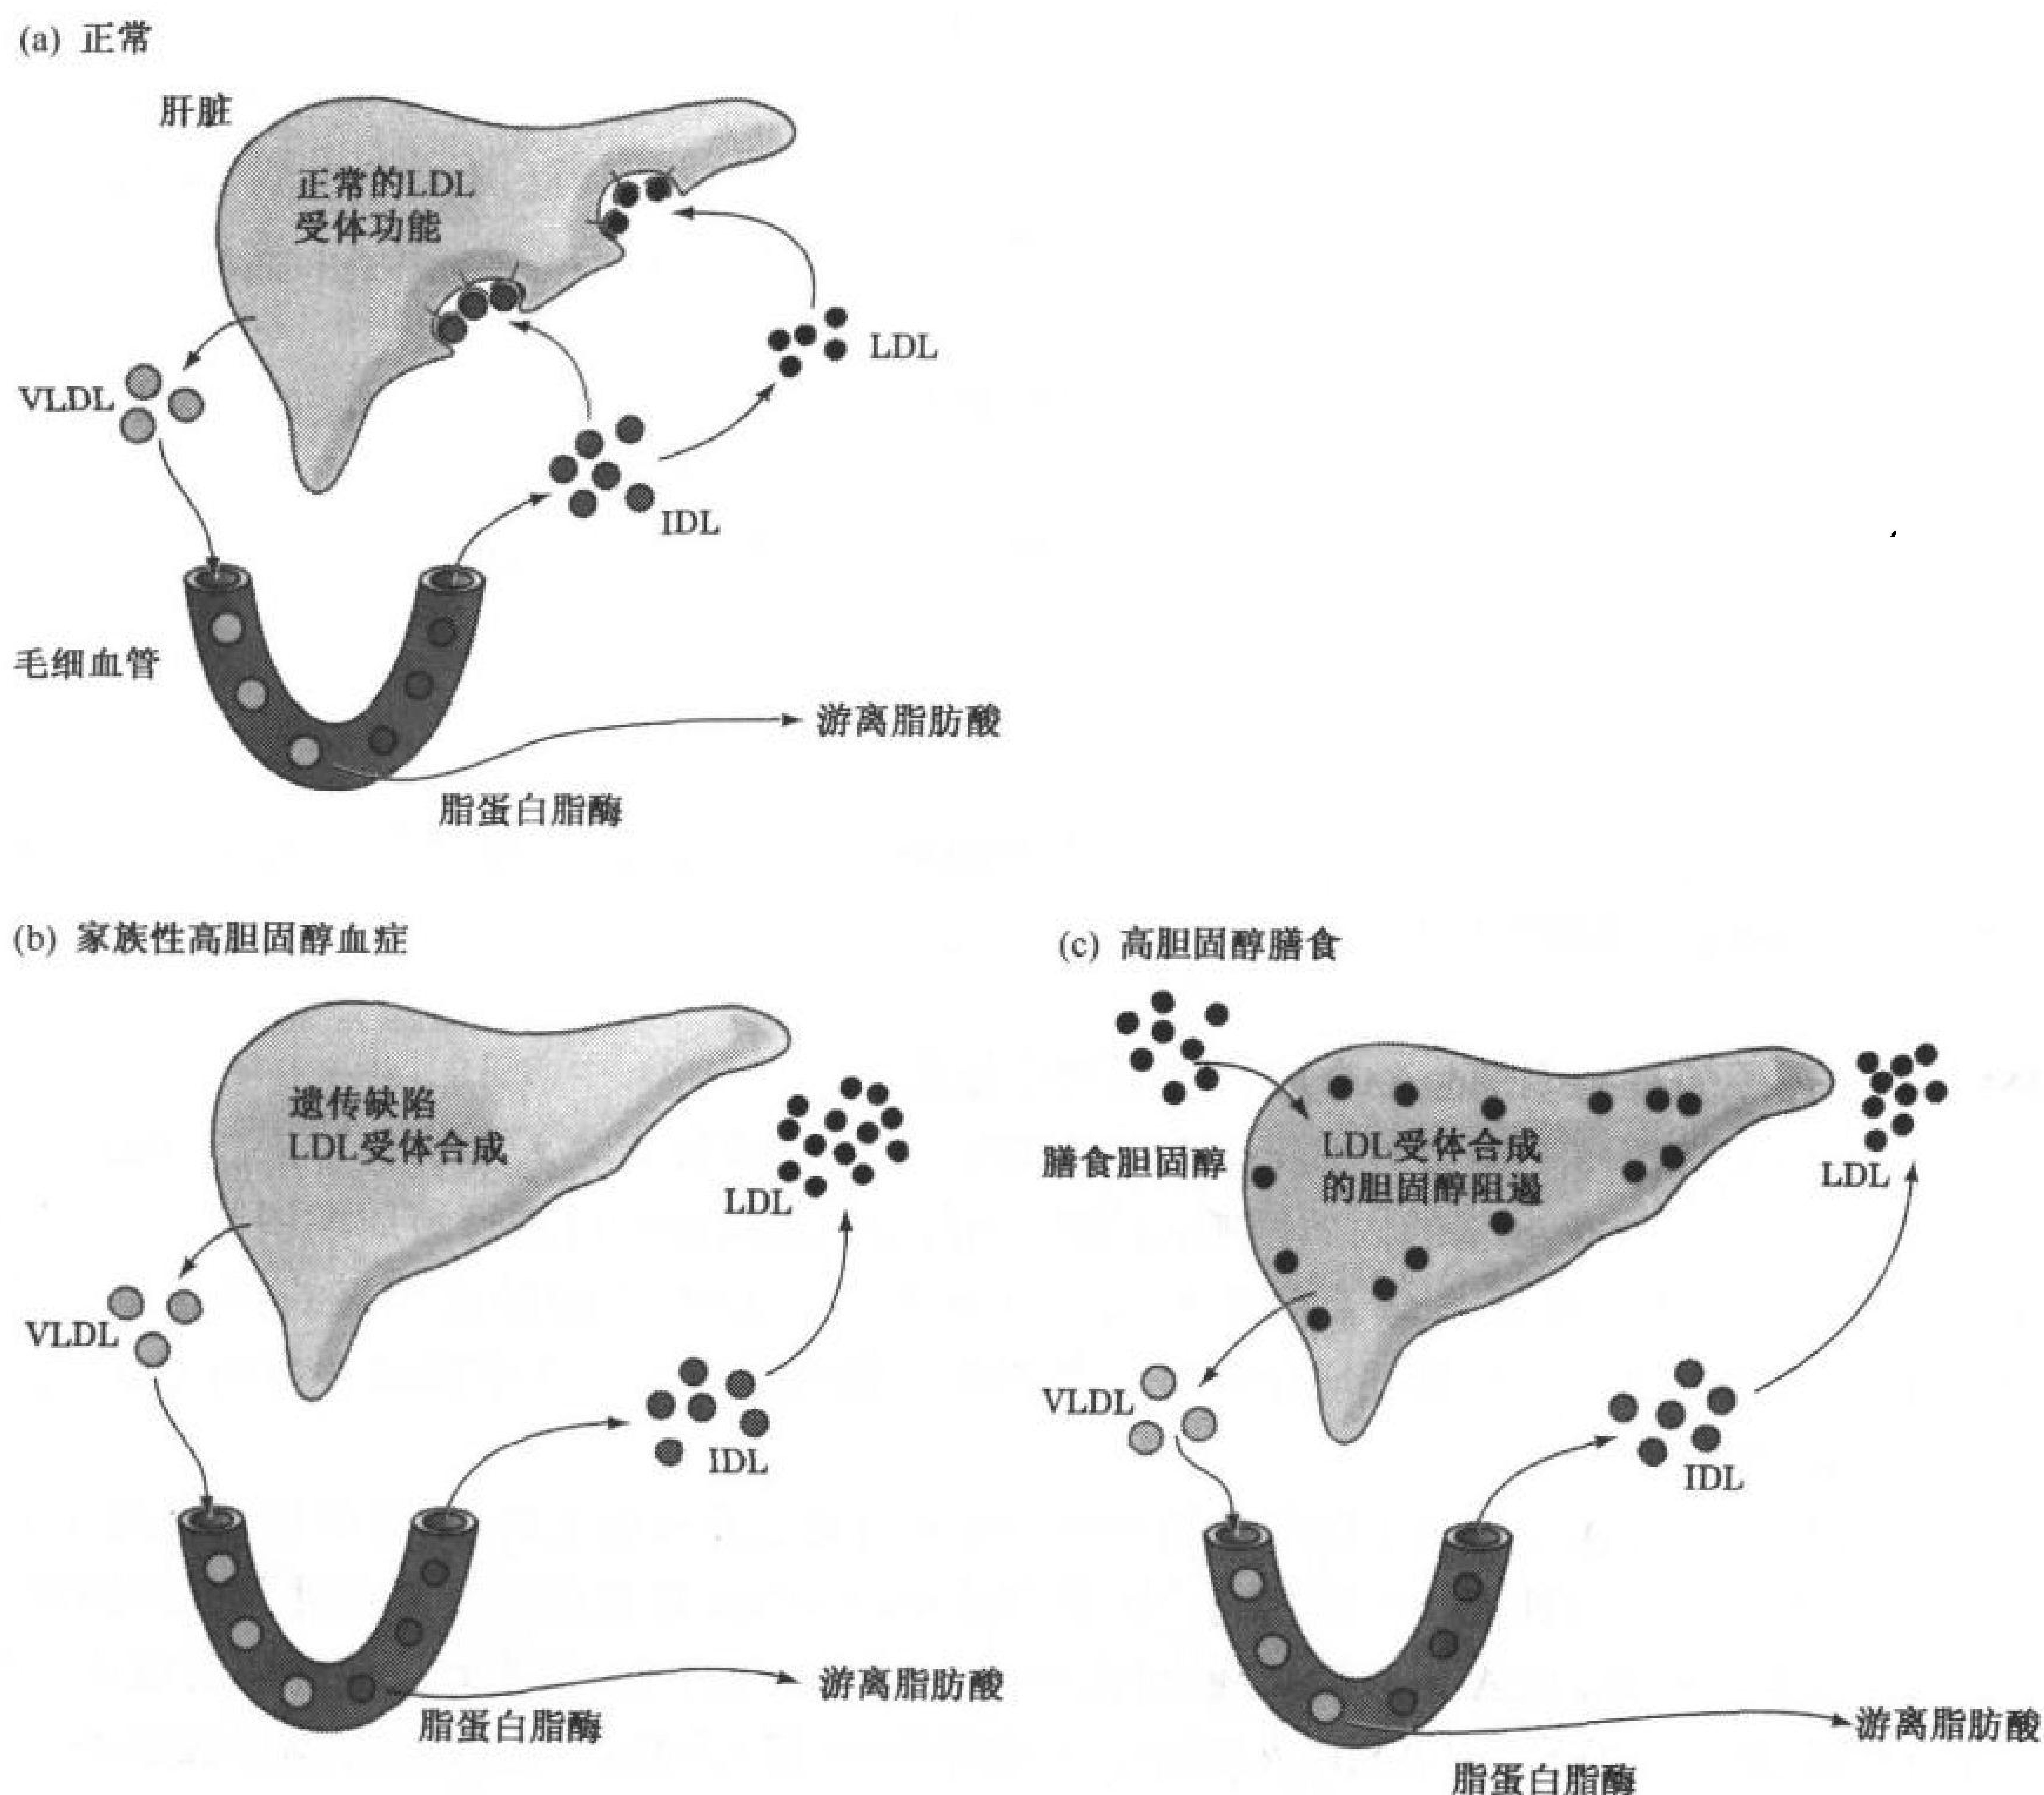 (a) 正常
肝脏
正常的LDL
受体功能
LDL
VLDL
IDL
毛细血管
游离脂肪酸
脂蛋白脂酶
(b) 家族性高胆固醇血症
遗传缺陷
LDL受体合成
LDL
VLDL
IDL
游离脂肪酸
脂蛋白脂酶
(c) 高胆固醇膳食
膳食胆固醇
LDL受体合成
的胆固醇阻遏
LDL
VLDL
IDL
游离脂肪酸
脂蛋白脂酶